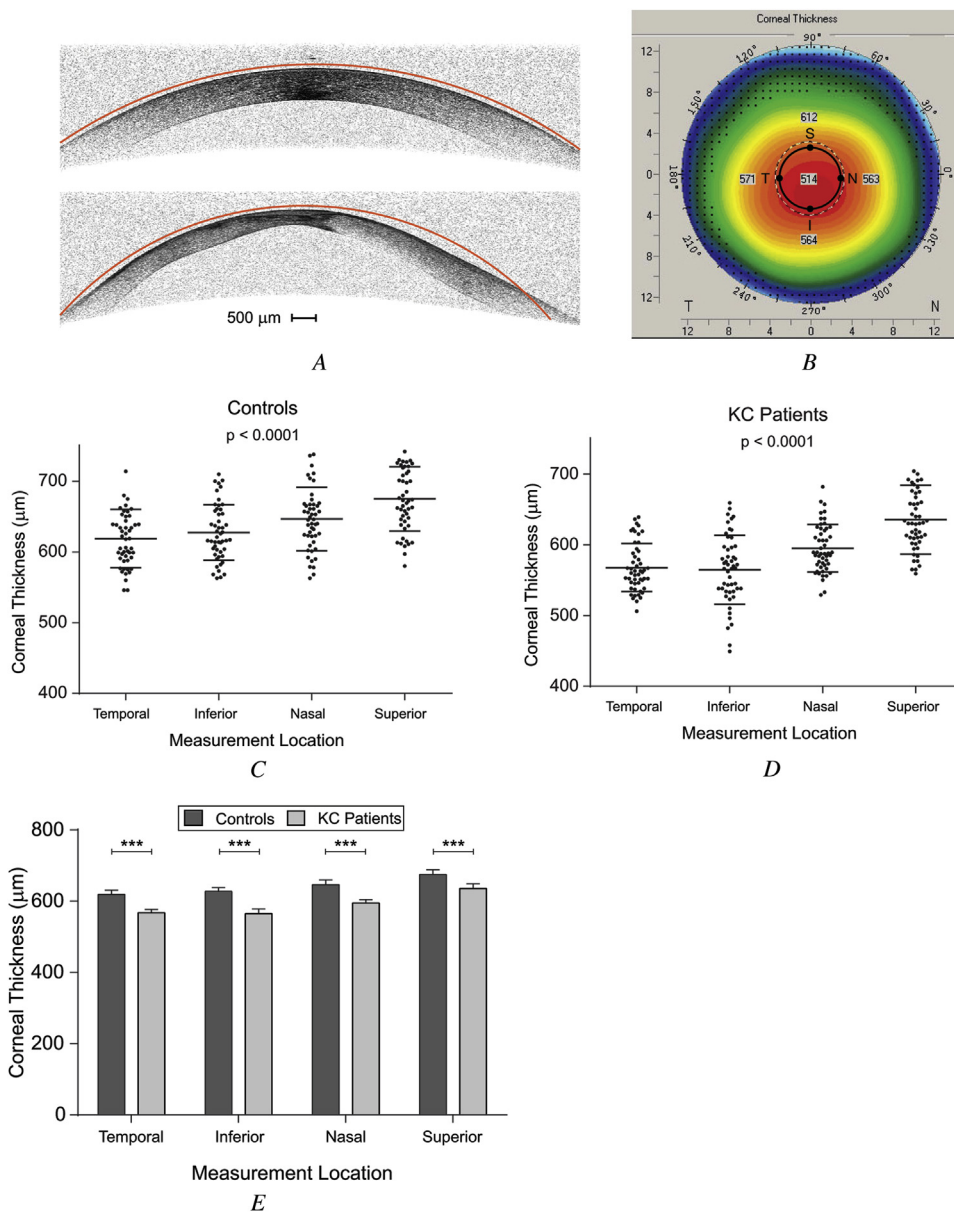 500 μm
A
Corneal Thickness
90°
120°
60°
150°
30°
180°
0°
210°
330°
240°
300°
270°
12
8
4
0
4
8
12
612
S
571 T 514 N 563
I
564
T N
12 8 4 0 4 8 12
B
Controls
p < 0.0001
Corneal Thickness (μm)
700
600
500
400
Temporal Inferior Nasal Superior
Measurement Location
C
KC Patients
p < 0.0001
Corneal Thickness (μm)
700
600
500
400
Temporal Inferior Nasal Superior
Measurement Location
D
Controls KC Patients
Corneal Thickness (μm)
800
600
400
200
0
*** *** *** ***
Temporal Inferior Nasal Superior
Measurement Location
E